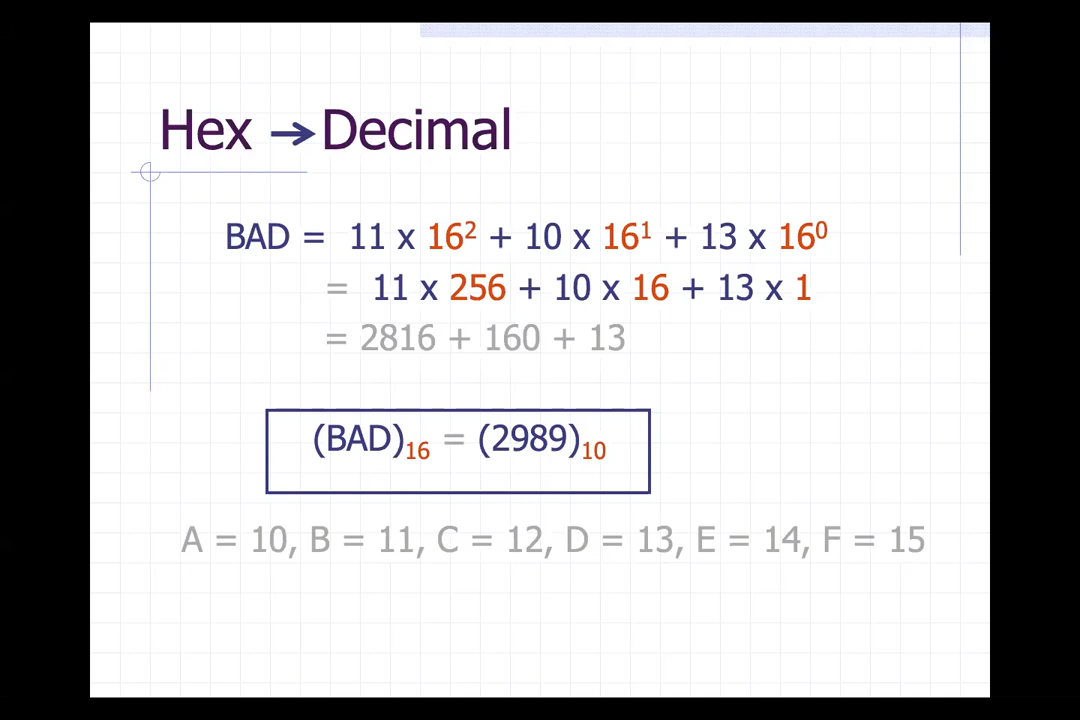 Hex → Decimal
BAD = 11 x 16² + 10 x 16¹ + 13 x 16⁰
= 11 x 256 + 10 x 16 + 13 x 1
= 2816 + 160 + 13
(BAD)₁₆ = (2989)₁₀
A = 10, B = 11, C = 12, D = 13, E = 14, F = 15